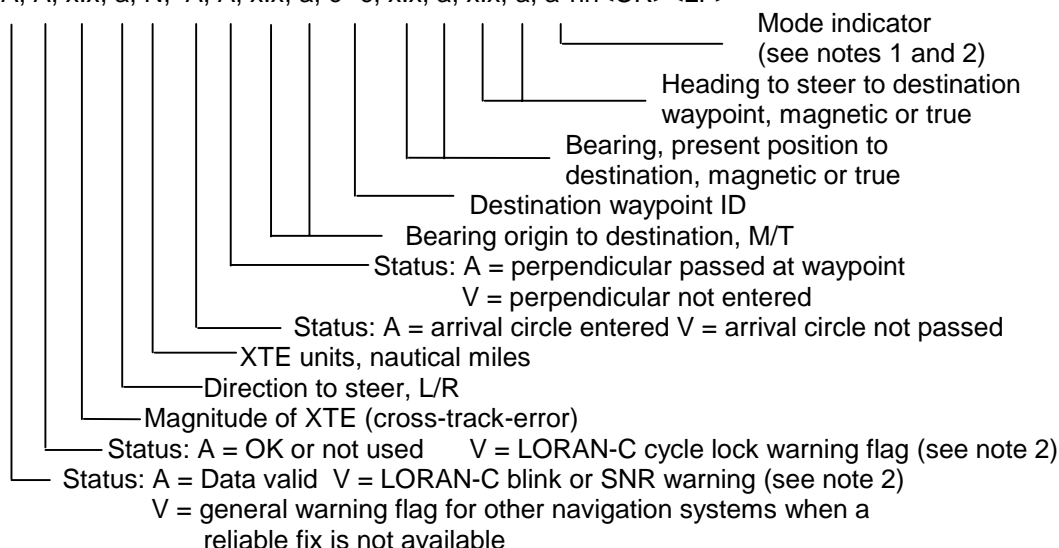 Mode indicator
(see notes 1 and 2)
Heading to steer to destination
waypoint, magnetic or true
Bearing, present position to
destination, magnetic or true
Destination waypoint ID
Bearing origin to destination, M/T
Status: A = perpendicular passed at waypoint
V = perpendicular not entered
Status: A = arrival circle entered V = arrival circle not passed
XTE units, nautical miles
Direction to steer, L/R
Magnitude of XTE (cross-track-error)
Status: A = OK or not used V = LORAN-C cycle lock warning flag (see note 2)
Status: A = Data valid V = LORAN-C blink or SNR warning (see note 2)
V = general warning flag for other navigation systems when a
reliable fix is not available